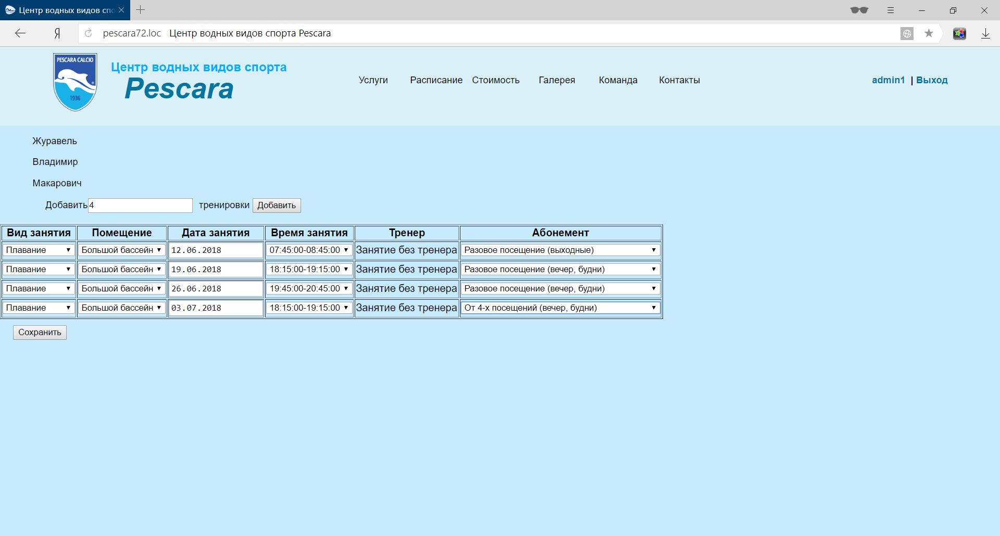 Центр водных видов спо
Я
pescara72.loc Центр водных видов спорта Pescara
PESCARA CALCIO
1936
Центр водных видов спорта
Pescara
Услуги Расписание Стоимость Галерея Команда Контакты
admin1 | Выход
Журавель
Владимир
Макарович
Добавить 4 тренировки Добавить
Вид занятия Помещение Дата занятия Время занятия Тренер Абонемент
Плавание Большой бассейн 12.06.2018 07:45:00-08:45:00 Занятие без тренера Разовое посещение (выходные)
Плавание Большой бассейн 19.06.2018 18:15:00-19:15:00 Занятие без тренера Разовое посещение (вечер, будни)
Плавание Большой бассейн 26.06.2018 19:45:00-20:45:00 Занятие без тренера Разовое посещение (вечер, будни)
Плавание Большой бассейн 03.07.2018 18:15:00-19:15:00 Занятие без тренера От 4-х посещений (вечер, будни)
Сохранить